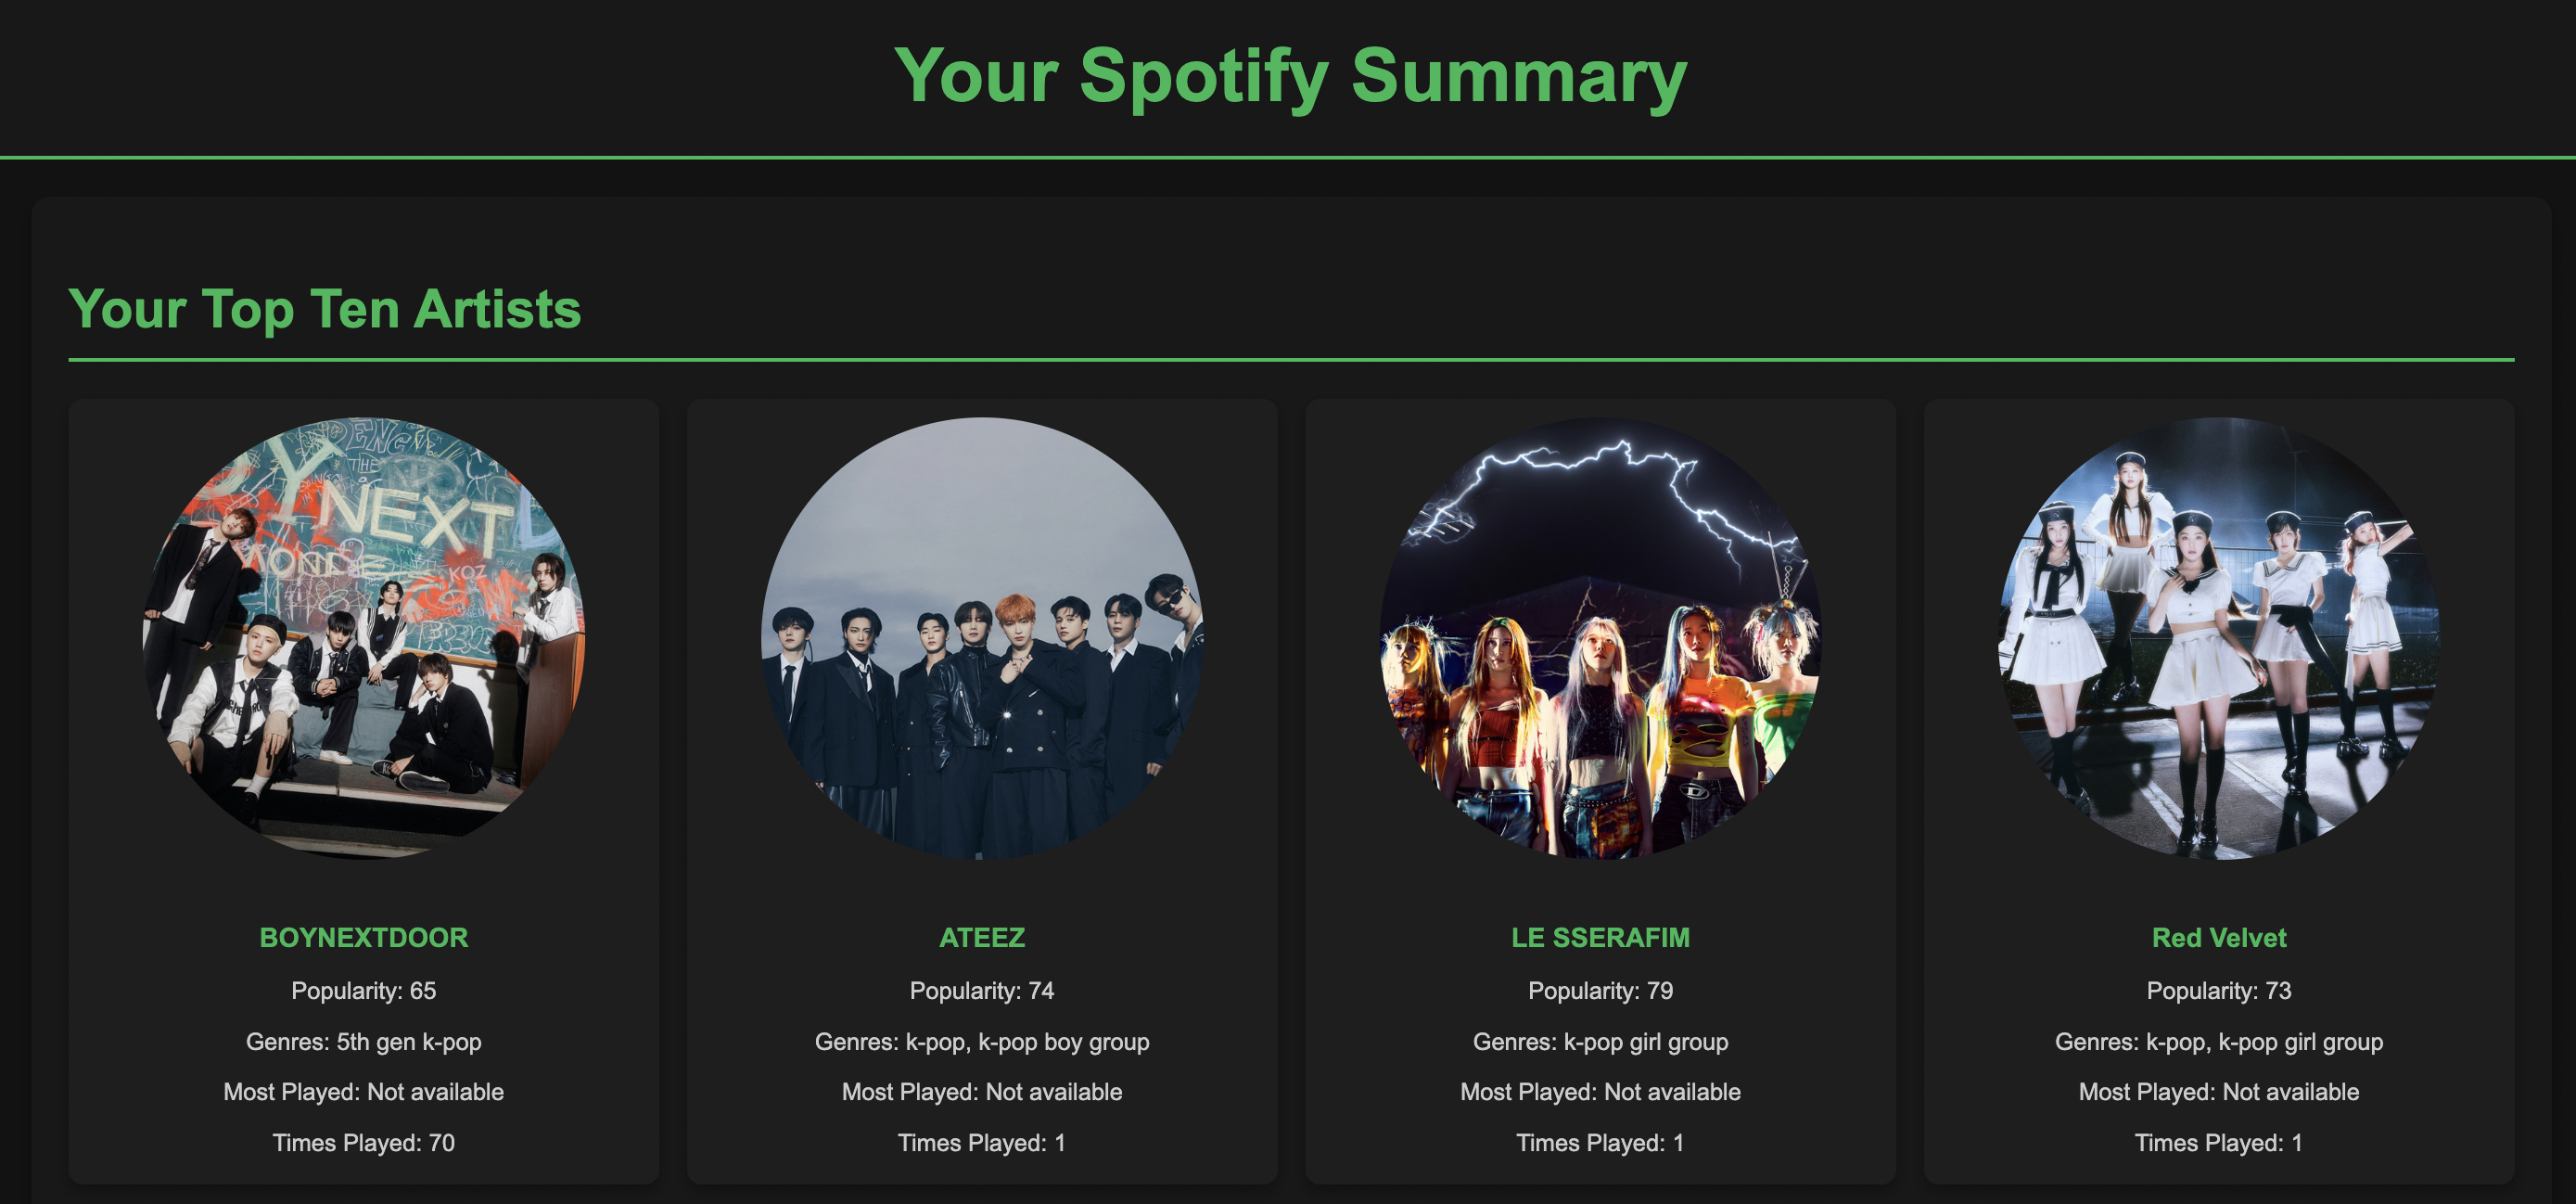 Your Spotify Summary
Your Top Ten Artists
Y NEXT D
THE
KOZ
BOYNEXTDOOR
Popularity: 65
Genres: 5th gen k-pop
Most Played: Not available
Times Played: 70
ATEEZ
Popularity: 74
Genres: k-pop, k-pop boy group
Most Played: Not available
Times Played: 1
LE SSERAFIM
Popularity: 79
Genres: k-pop girl group
Most Played: Not available
Times Played: 1
Red Velvet
Popularity: 73
Genres: k-pop, k-pop girl group
Most Played: Not available
Times Played: 1